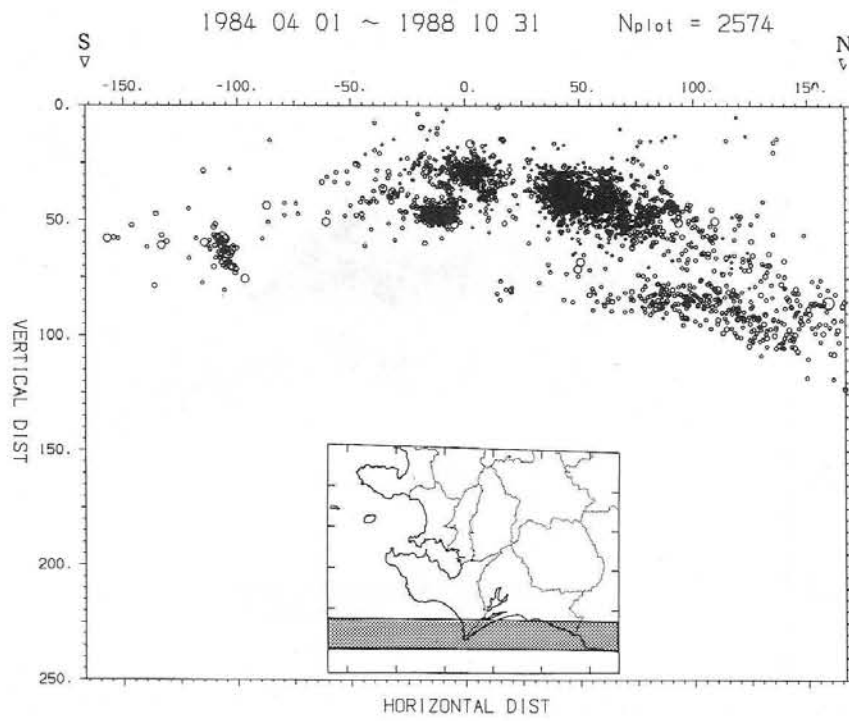 1984 04 01 ~ 1988 10 31 Nplot = 2574
S N
-150. -100. -50. 0. 50. 100. 150.
0.
50.
100.
150.
200.
250.
VERTICAL DIST
HORIZONTAL DIST